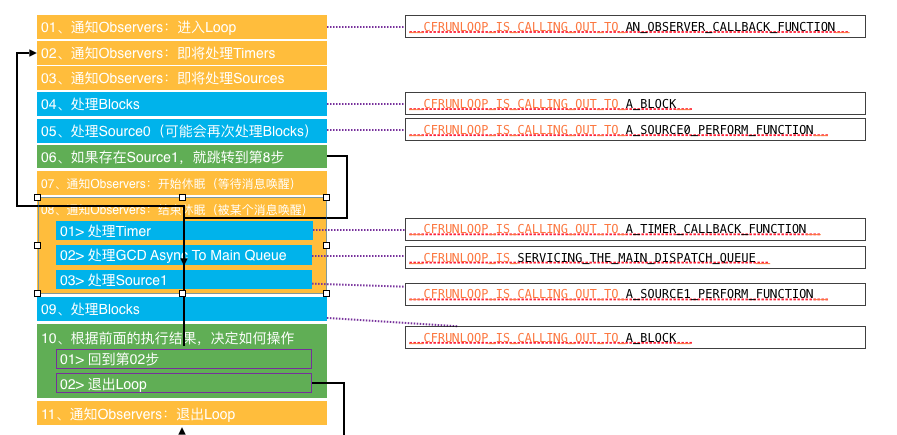 01、通知Observers：进入Loop
__CFRUNLOOP_IS_CALLING_OUT_TO_AN_OBSERVER_CALLBACK_FUNCTION__
02、通知Observers：即将处理Timers
03、通知Observers：即将处理Sources
04、处理Blocks
__CFRUNLOOP_IS_CALLING_OUT_TO_A_BLOCK__
05、处理Source0（可能会再次处理Blocks）
__CFRUNLOOP_IS_CALLING_OUT_TO_A_SOURCE0_PERFORM_FUNCTION__
06、如果存在Source1，就跳转到第8步
07、通知Observers：开始休眠（等待消息唤醒）
08、通知Observers：结束休眠（被某个消息唤醒）
01> 处理Timer
__CFRUNLOOP_IS_CALLING_OUT_TO_A_TIMER_CALLBACK_FUNCTION__
02> 处理GCD Async To Main Queue
__CFRUNLOOP_IS_SERVICING_THE_MAIN_DISPATCH_QUEUE__
03> 处理Source1
__CFRUNLOOP_IS_CALLING_OUT_TO_A_SOURCE1_PERFORM_FUNCTION__
09、处理Blocks
__CFRUNLOOP_IS_CALLING_OUT_TO_A_BLOCK__
10、根据前面的执行结果，决定如何操作
01> 回到第02步
02> 退出Loop
11、通知Observers：退出Loop